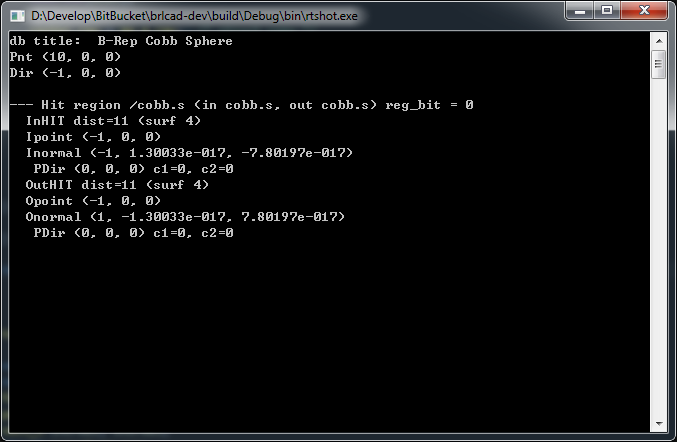 D:\Develop\BitBucket\brlcad-dev\build\Debug\bin\rtshot.exe
db title:  B-Rep Cobb Sphere
Pnt (10, 0, 0)
Dir (-1, 0, 0)
--- Hit region /cobb.s (in cobb.s, out cobb.s) reg_bit = 0
  InHIT dist=11 (surf 4)
  Ipoint (-1, 0, 0)
  Inormal (-1, 1.30033e-017, -7.80197e-017)
   PDir (0, 0, 0) c1=0, c2=0
  OutHIT dist=11 (surf 4)
  Opoint (-1, 0, 0)
  Onormal (1, -1.30033e-017, 7.80197e-017)
   PDir (0, 0, 0) c1=0, c2=0